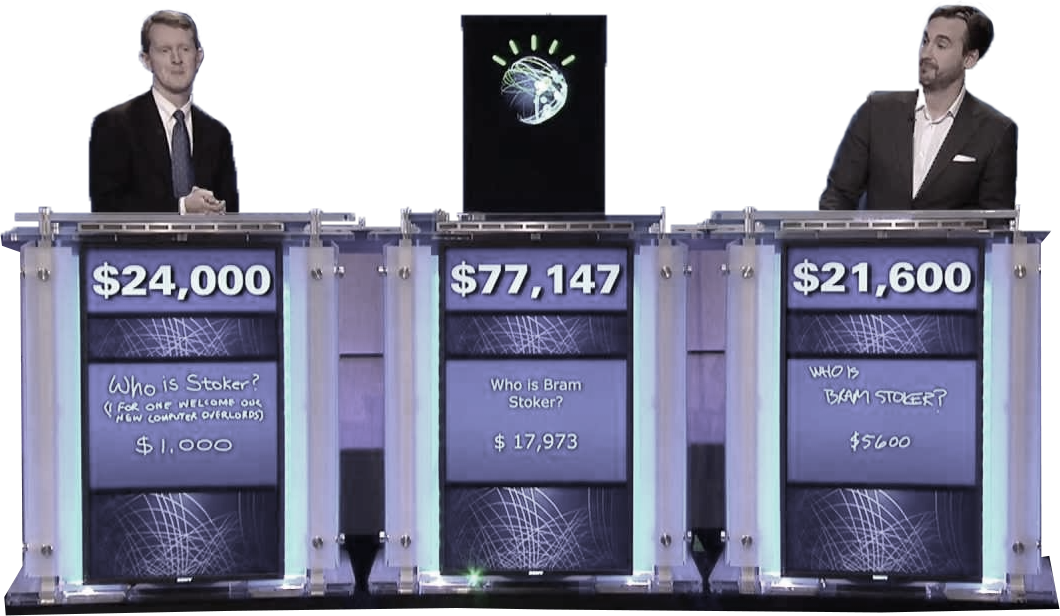 $24,000
Who is Stoker?
(I FOR ONE WELCOME OUR
NEW COMPUTER OVERLORDS)
$1,000
$77,147
Who is Bram
Stoker?
$ 17,973
$21,600
WHO IS
BRAM STOKER?
$5600
SONY